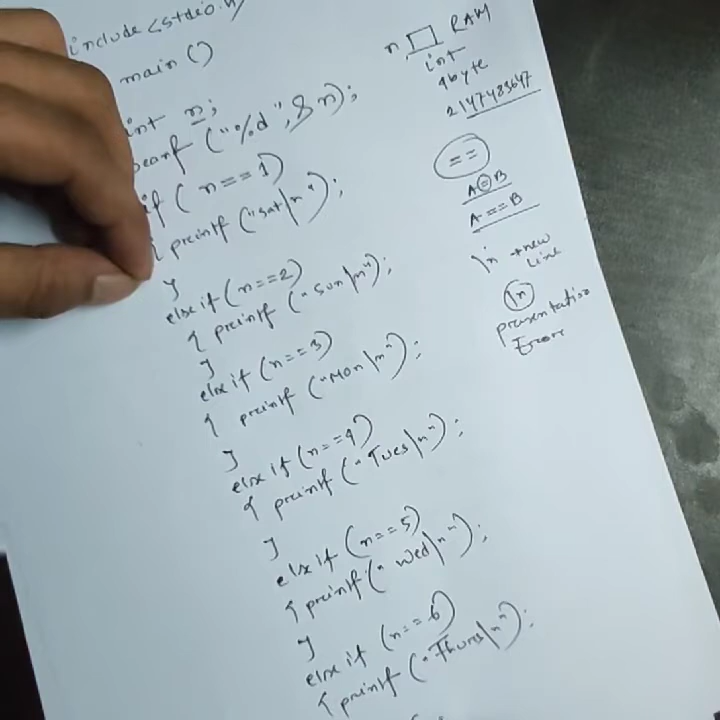 include <stdio.h/
main ()
int n;
scanf ("%d", &n);
if ( n==1)
{ printf ("sat\n");
}
else if (n==2)
{ printf ("sun\n");
}
else if (n==3)
{ printf ("Mon\n");
}
else if (n==4)
{ printf ("Tues\n");
}
else if (n==5)
{ printf (" Wed\n");
}
else if (n==6)
{ printf ("Thurs\n");
n RAM
int
4byte
2147483647
==
A=B
A==B
\n → new
Line
\n
presentation
Error